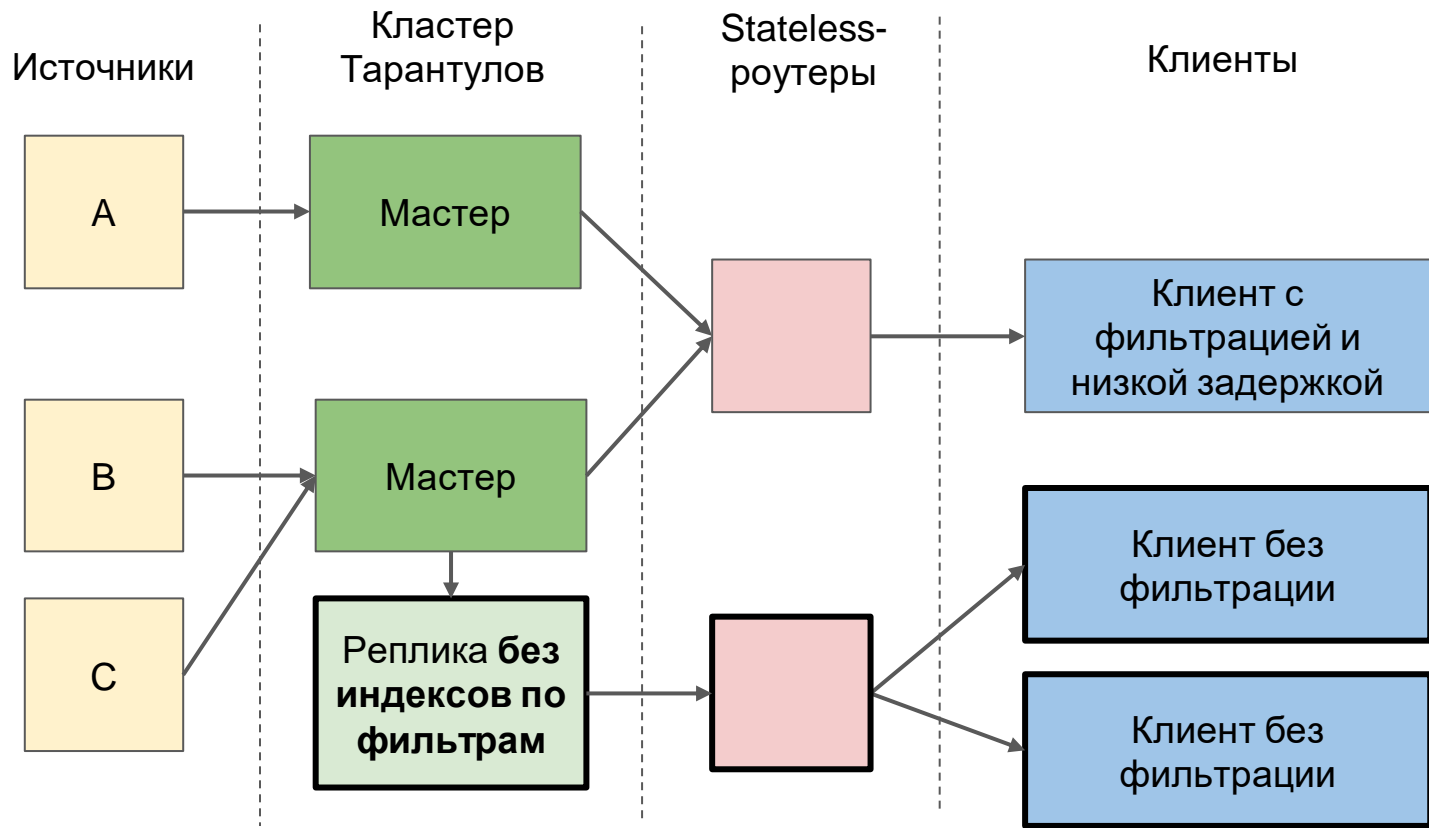 Источники
Кластер
Тарантулов
Stateless-
роутеры
Клиенты
A
Мастер
Клиент с
фильтрацией и
низкой задержкой
B
Мастер
Клиент без
фильтрации
C
Реплика без
индексов по
фильтрам
Клиент без
фильтрации